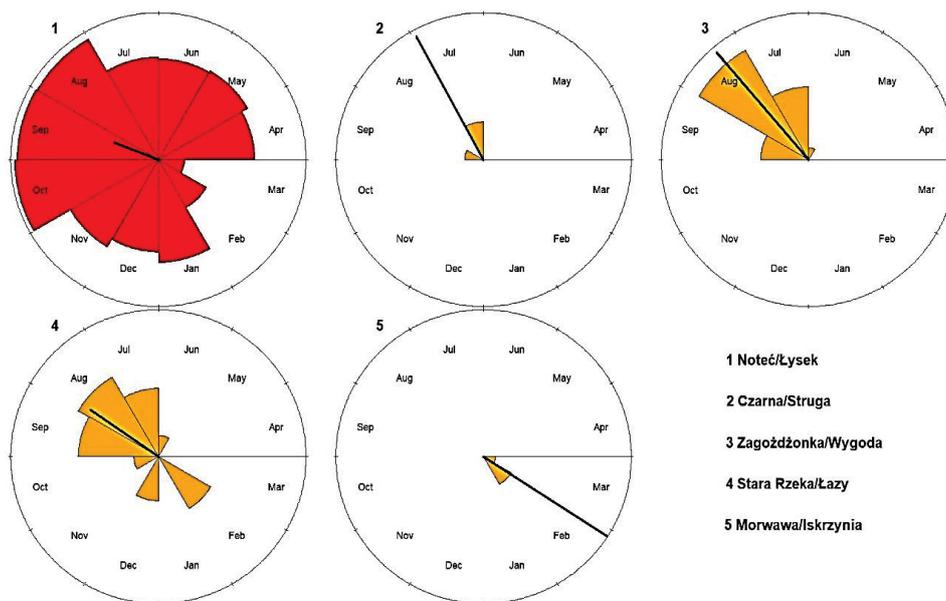 1
Jul Jun
Aug May
Sep Apr
Oct Mar
Nov Feb
Dec Jan
2
Jul Jun
Aug May
Sep Apr
Oct Mar
Nov Feb
Dec Jan
3
Jul Jun
Aug May
Sep Apr
Oct Mar
Nov Feb
Dec Jan
4
Jul Jun
Aug May
Sep Apr
Oct Mar
Nov Feb
Dec Jan
5
Jul Jun
Aug May
Sep Apr
Oct Mar
Nov Feb
Dec Jan
1 Noteć/Łysek
2 Czarna/Struga
3 Zagożdżonka/Wygoda
4 Stara Rzeka/Łazy
5 Morwawa/Iskrzynia